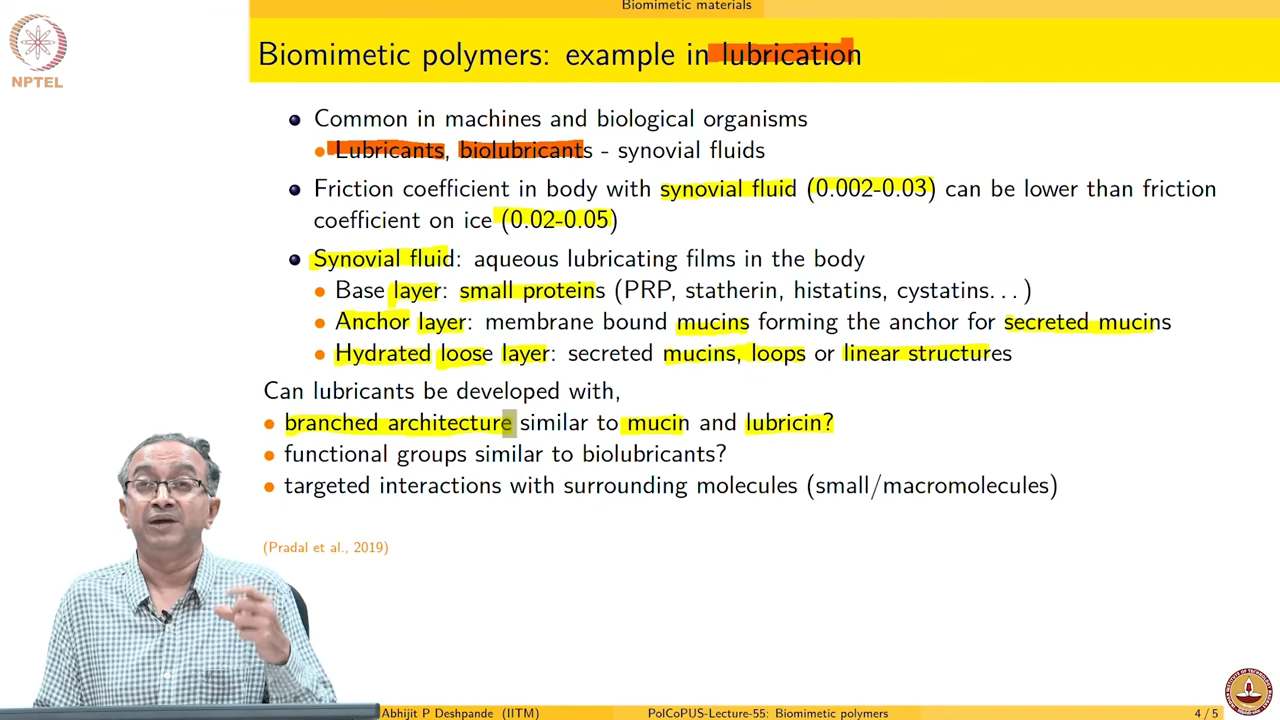 Biomimetic materials
NPTEL
Biomimetic polymers: example in lubrication
Common in machines and biological organisms
Lubricants, biolubricants - synovial fluids
Friction coefficient in body with synovial fluid (0.002-0.03) can be lower than friction
coefficient on ice (0.02-0.05)
Synovial fluid: aqueous lubricating films in the body
Base layer: small proteins (PRP, statherin, histatins, cystatins...)
Anchor layer: membrane bound mucins forming the anchor for secreted mucins
Hydrated loose layer: secreted mucins, loops or linear structures
Can lubricants be developed with,
branched architecture similar to mucin and lubricin?
functional groups similar to biolubricants?
targeted interactions with surrounding molecules (small/macromolecules)
(Pradal et al., 2019)
Abhijit P Deshpande (IITM) PolCoPUS-Lecture-55: Biomimetic polymers 4 / 5